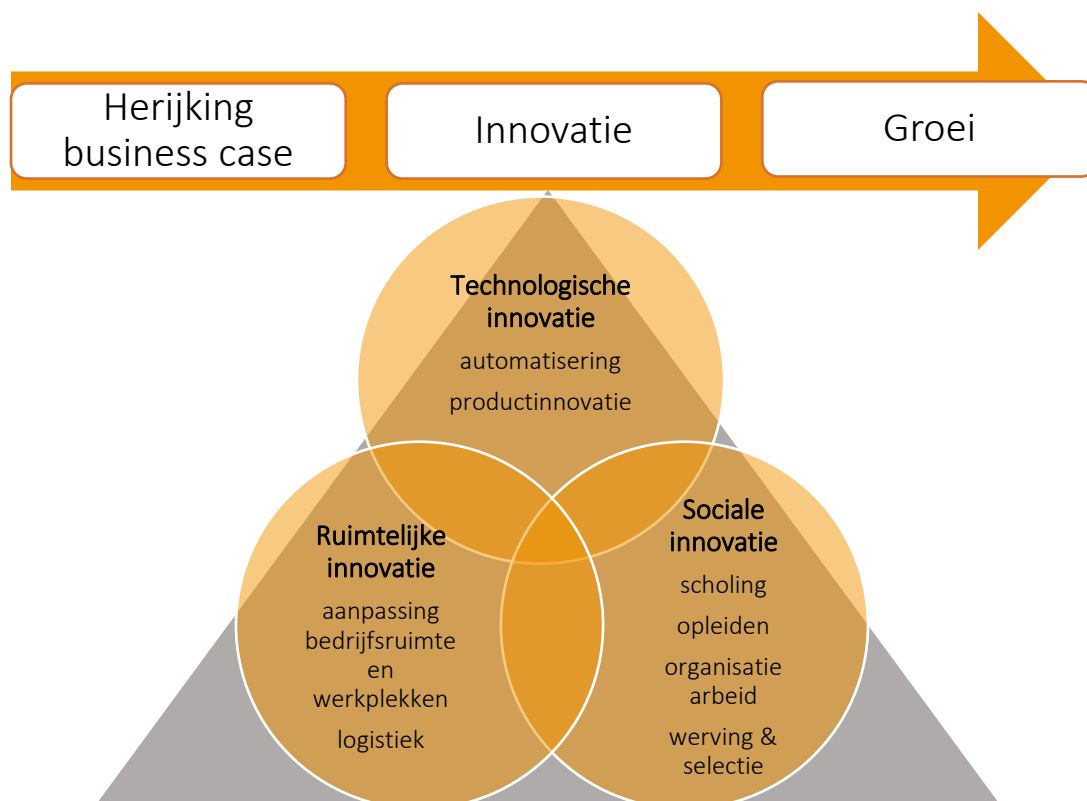 Herijking
business case
Innovatie
Groei
Technologische
innovatie
automatisering
productinnovatie
Ruimtelijke
innovatie
aanpassing
bedrijfsruimte
en
werkplekken
logistiek
Sociale
innovatie
scholing
opleiden
organisatie
arbeid
werving &
selectie